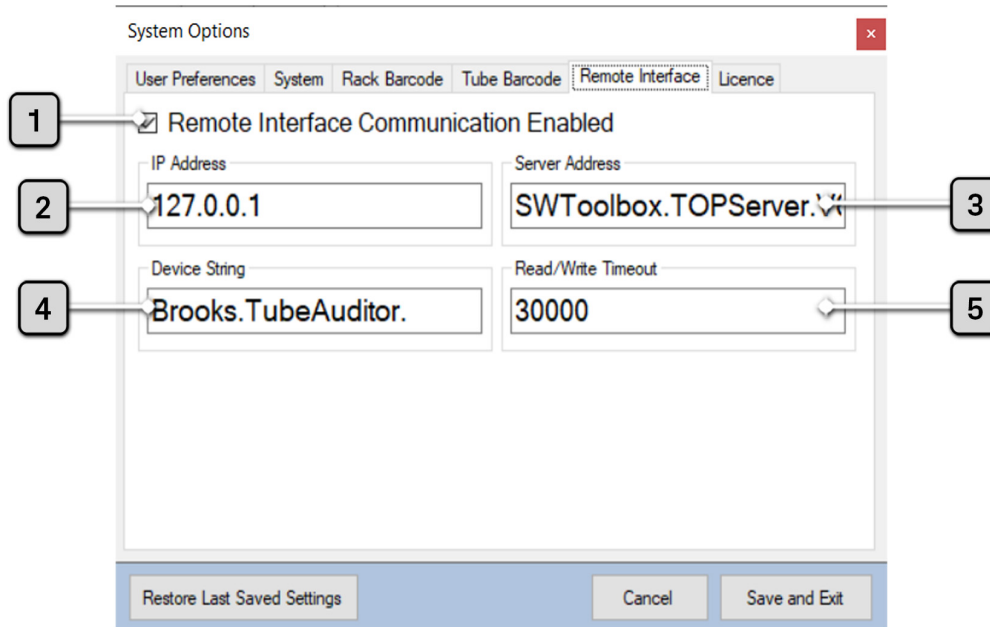 System Options
×
User Preferences System Rack Barcode Tube Barcode Remote Interface Licence
1
Remote Interface Communication Enabled
IP Address Server Address
2
127.0.0.1 SWToolbox.TOPServer.
3
Device String Read/Write Timeout
4
Brooks.TubeAuditor. 30000
5
Restore Last Saved Settings Cancel Save and Exit